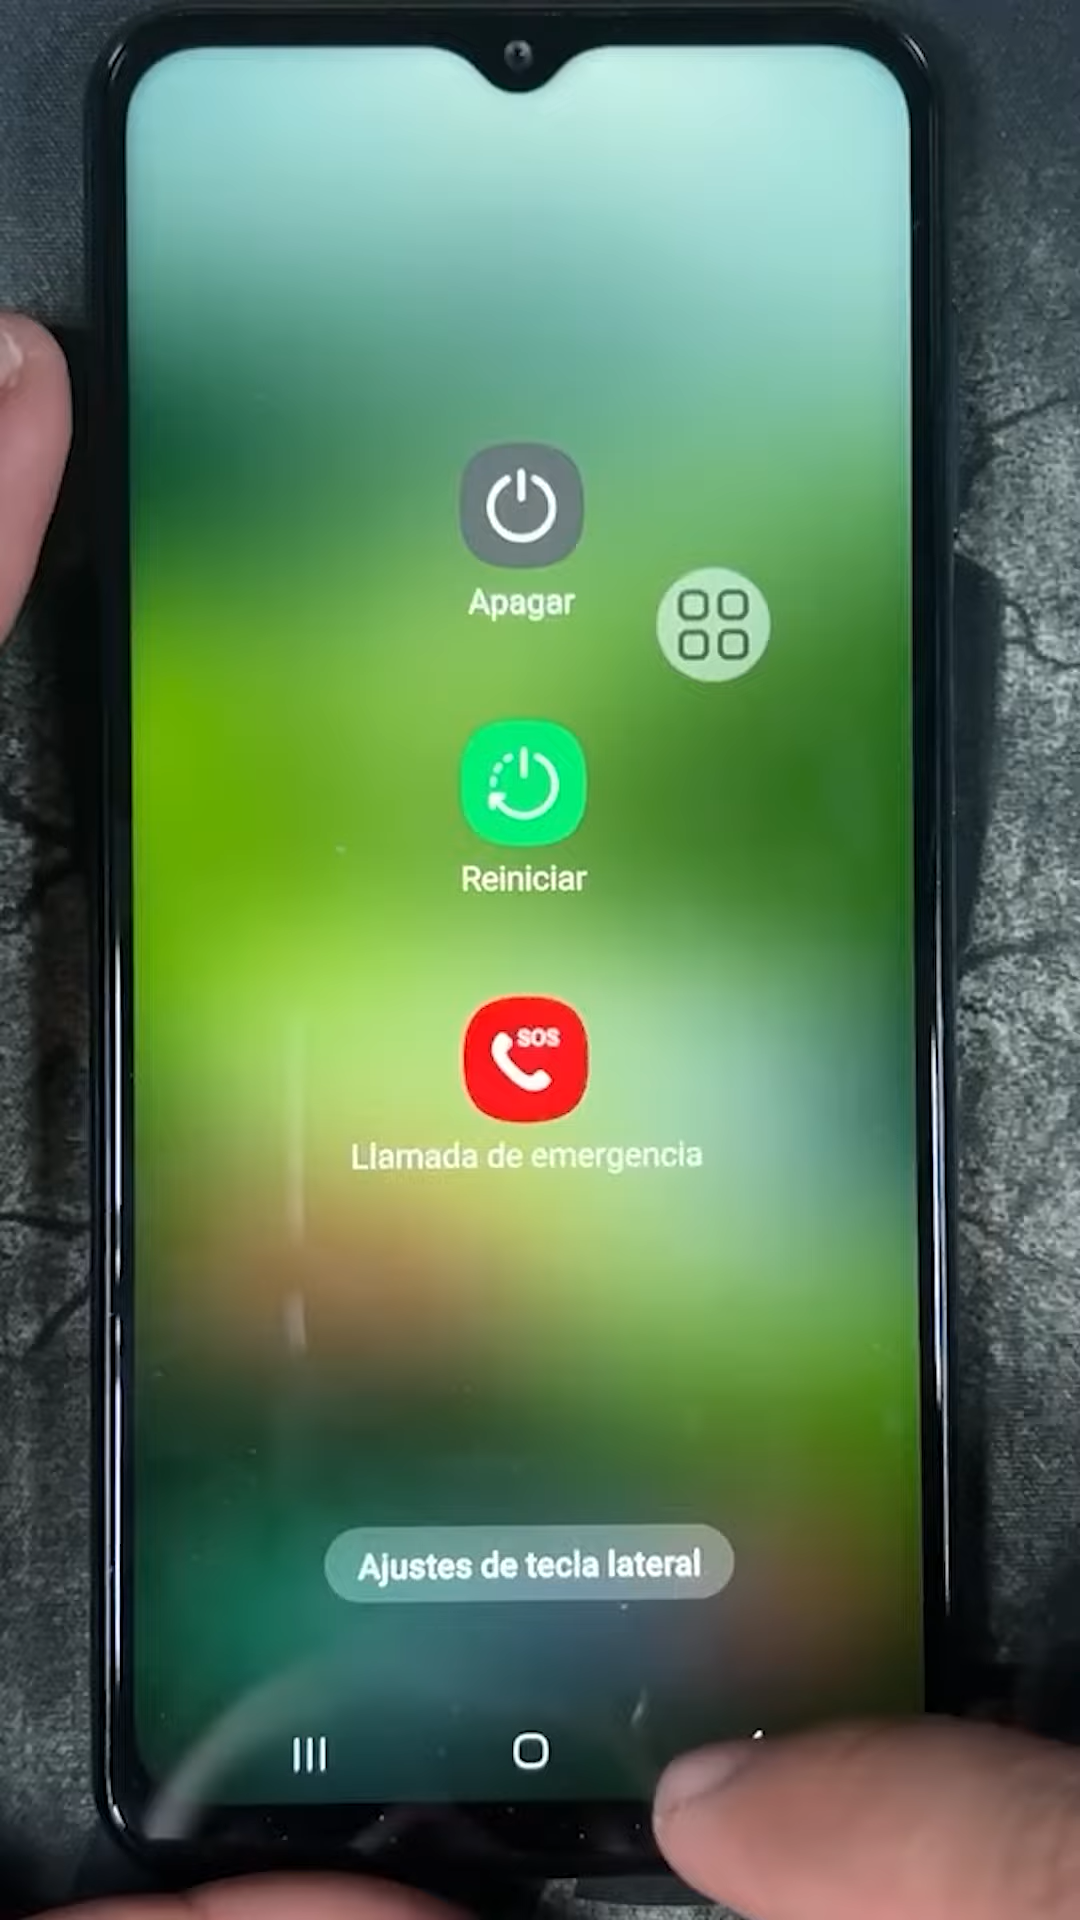 Apagar
Reiniciar
SOS
Llamada de emergencia
Ajustes de tecla lateral